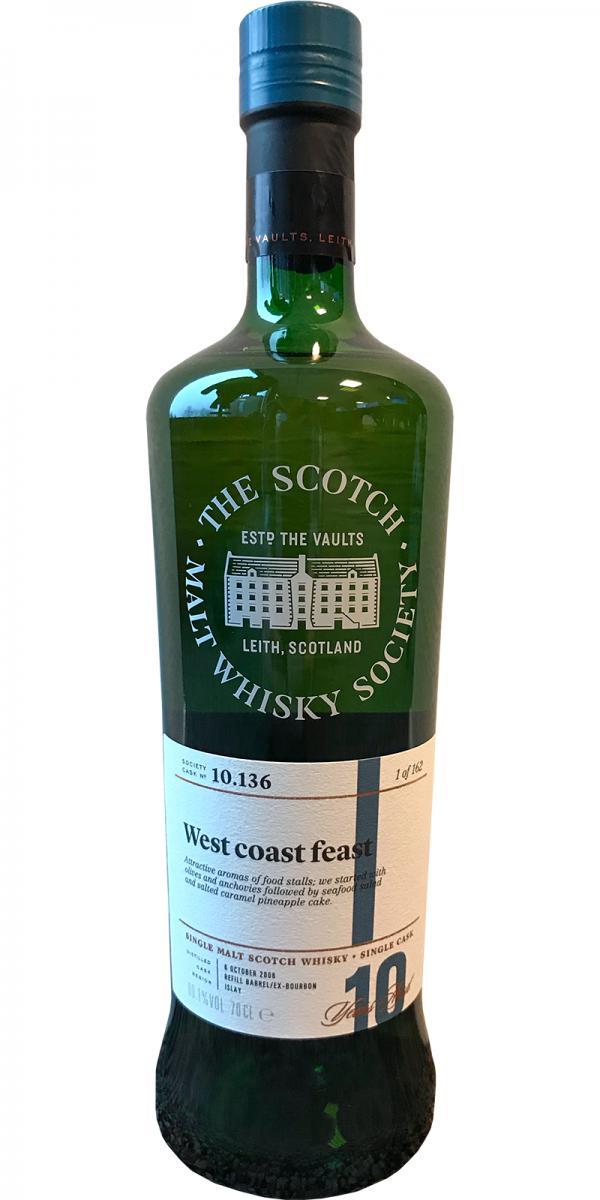 E VAULTS, LEITH
THE SCOTCH
MALT WHISKY SOCIETY
ESTD THE VAULTS
LEITH, SCOTLAND
SOCIETY
CASK Nº 10.136
1 of 162
West coast feast
Attractive aromas of food stalls; we started with
olives and anchovies followed by seafood salad
and salted caramel pineapple cake.
SINGLE MALT SCOTCH WHISKY • SINGLE CASK
DISTILLED 6 OCTOBER 2006
CASK REFILL BARREL/EX-BOURBON
REGION ISLAY
%VOL 70CL e
10
Years